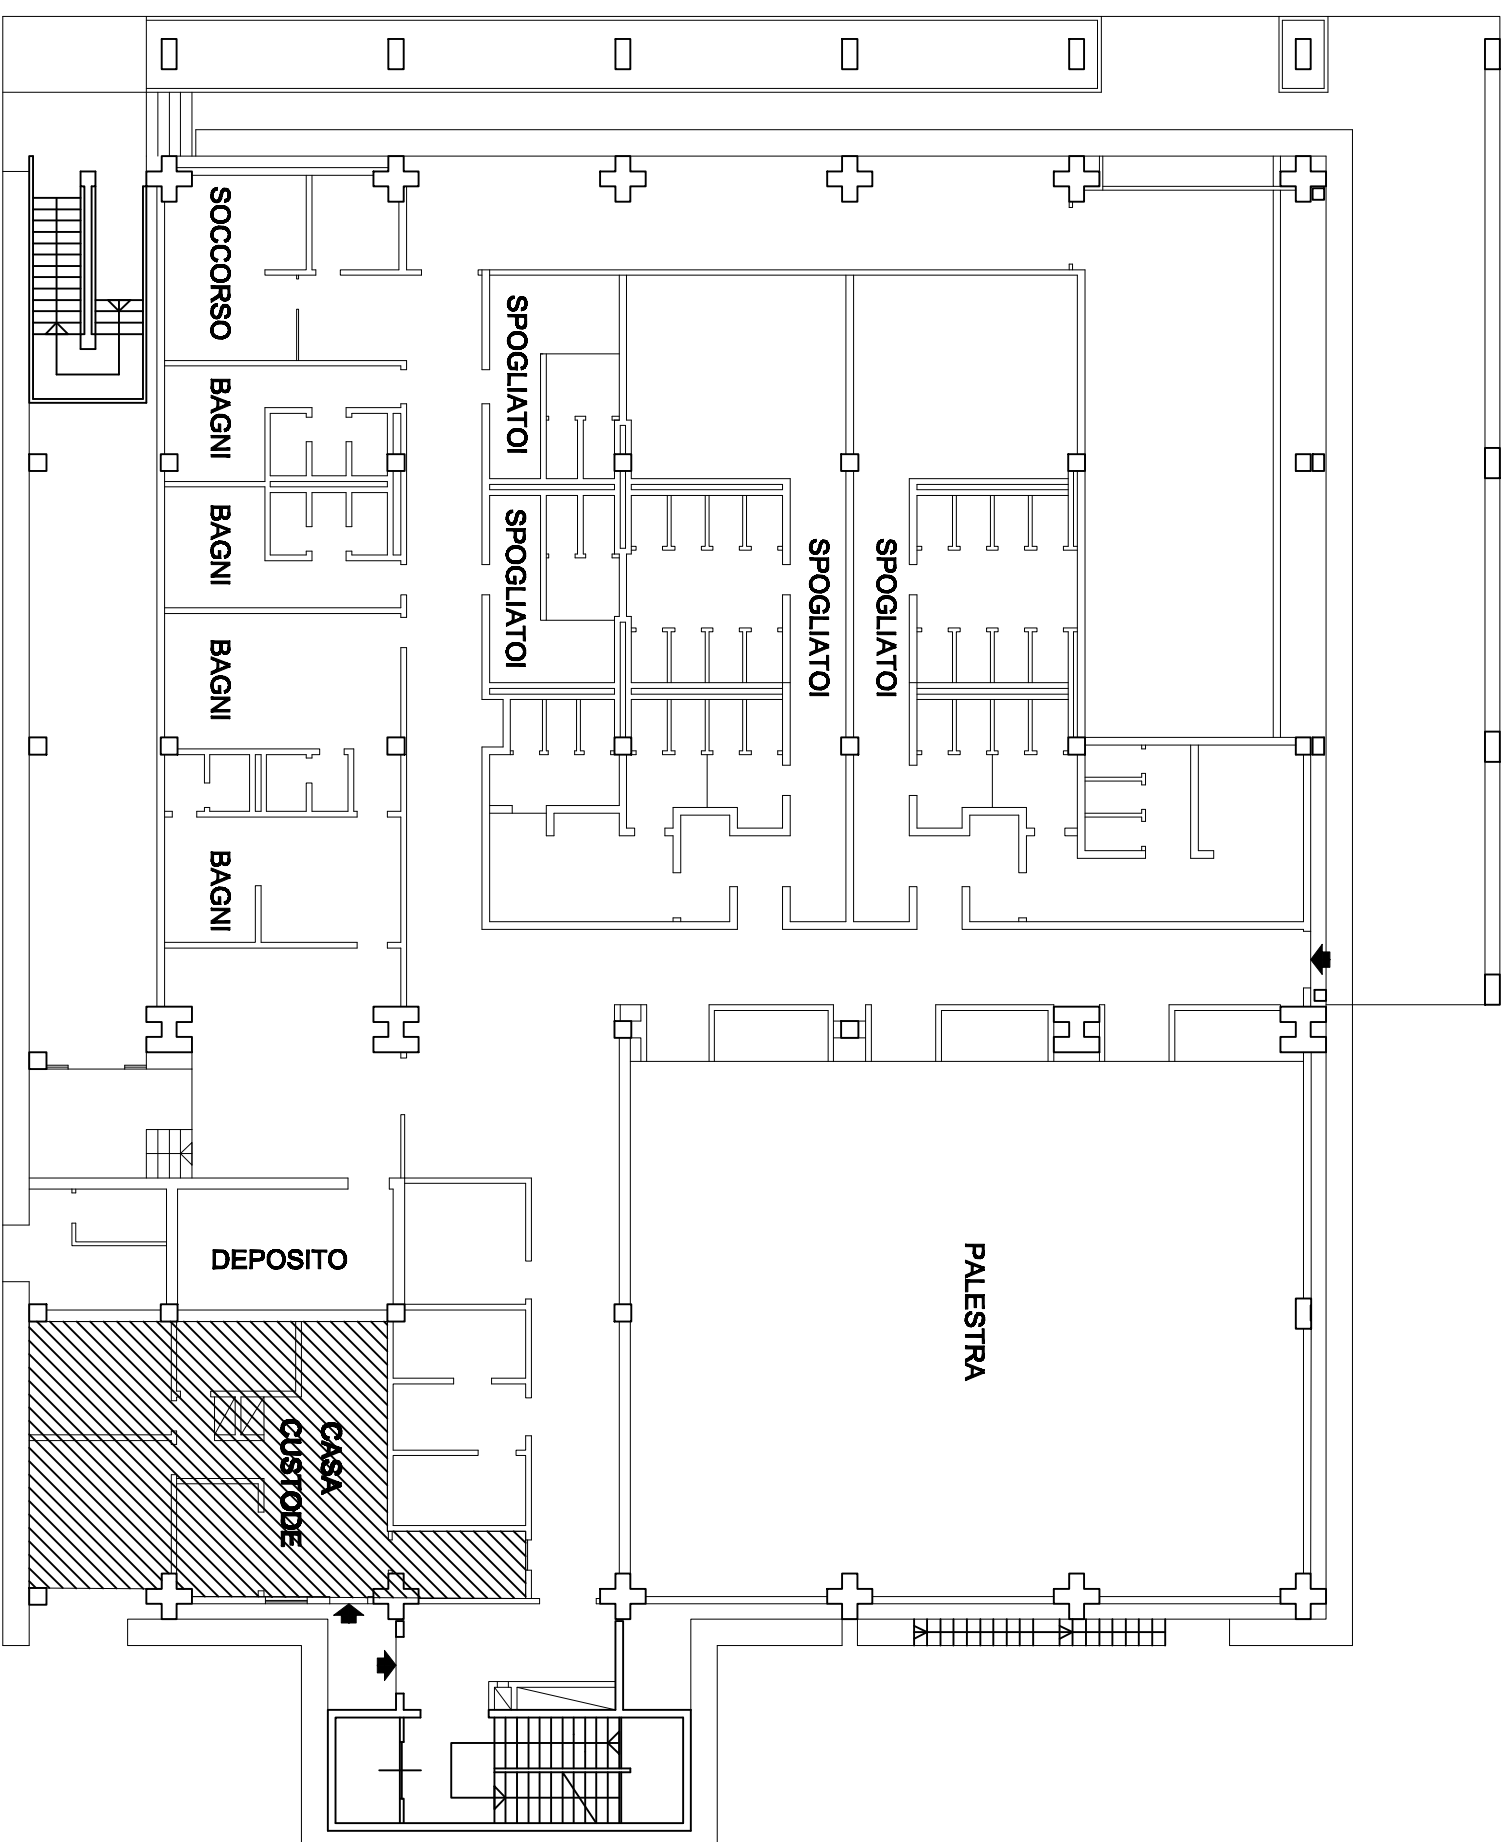 SOCCORSO
SPOGLIATOI
BAGNI
BAGNI
SPOGLIATOI
SPOGLIATOI
SPOGLIATOI
BAGNI
BAGNI
DEPOSITO
PALESTRA
CASA
CUSTODE